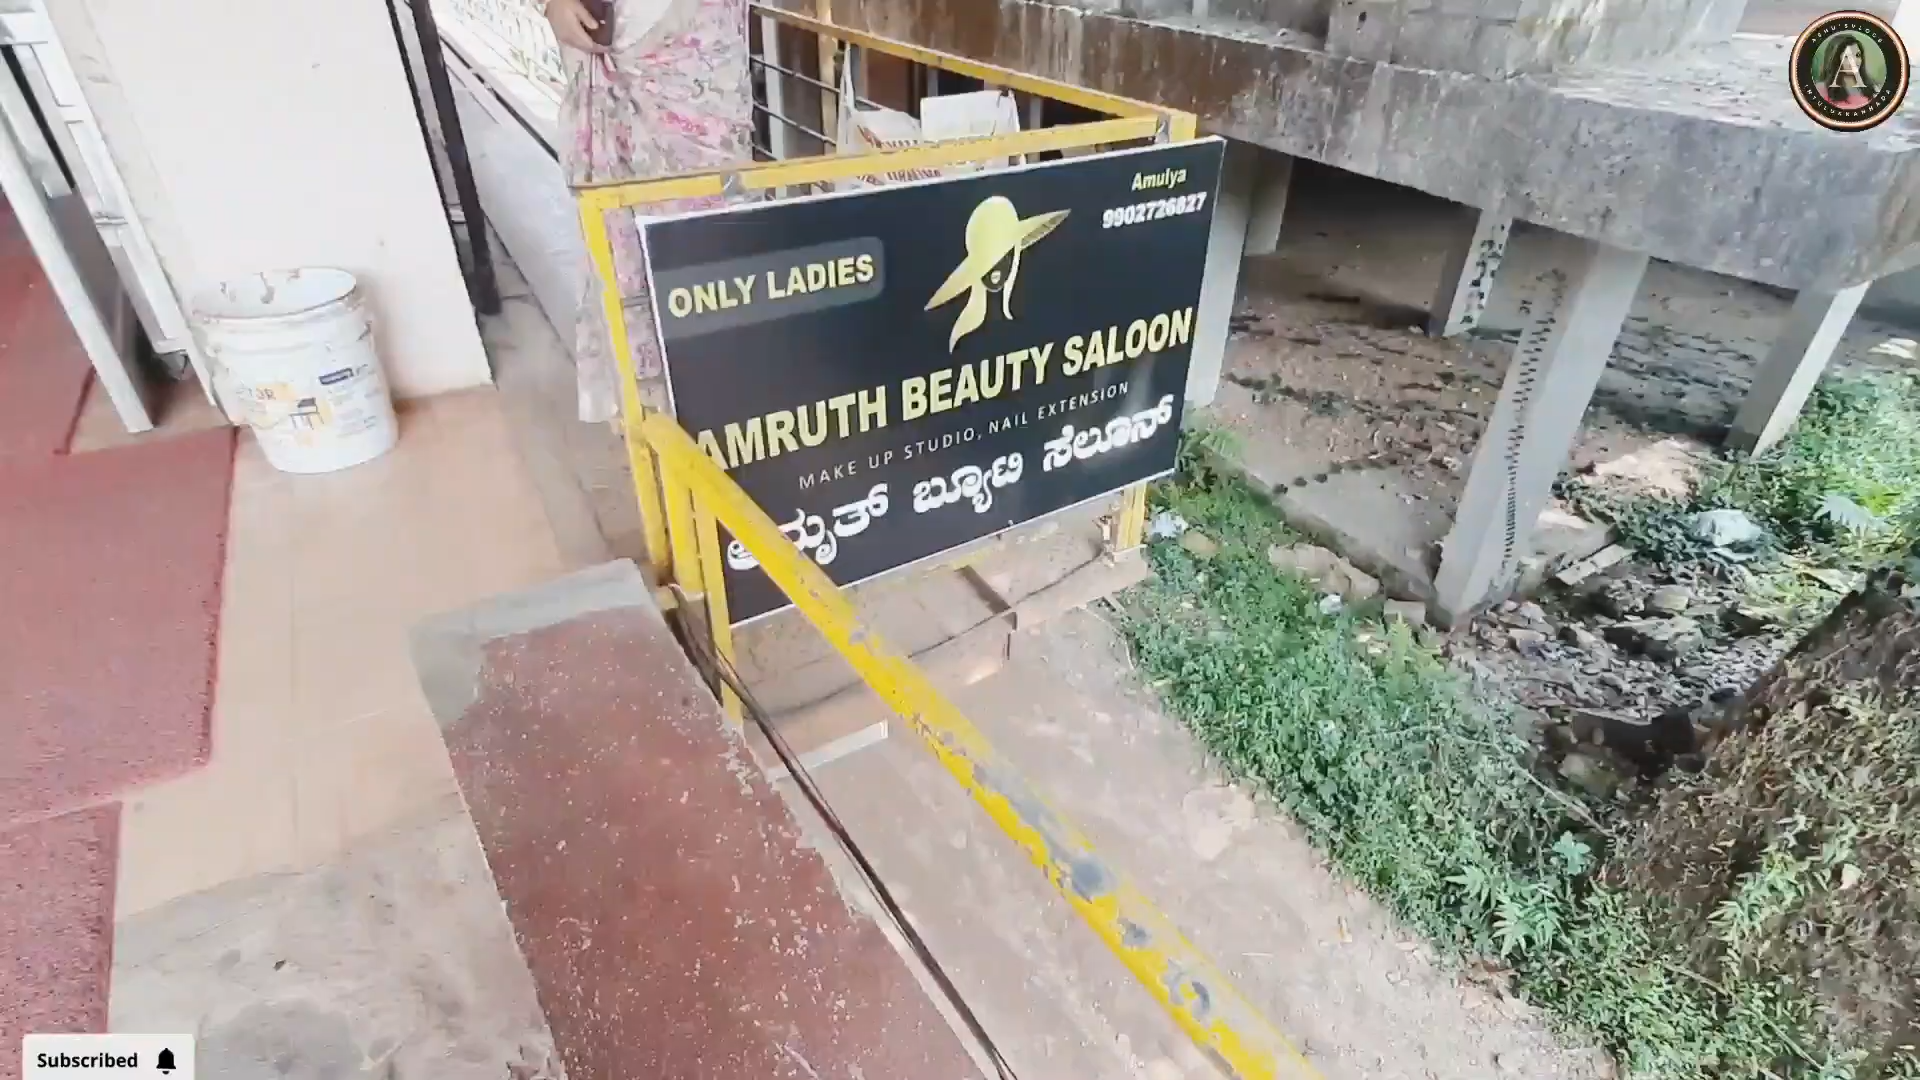 Amulya
9902726827
ONLY LADIES
AMRUTH BEAUTY SALOON
MAKE UP STUDIO, NAIL EXTENSION
ಅಮೃತ್ ಬ್ಯೂಟಿ ಸೆಲೂನ್
Subscribed